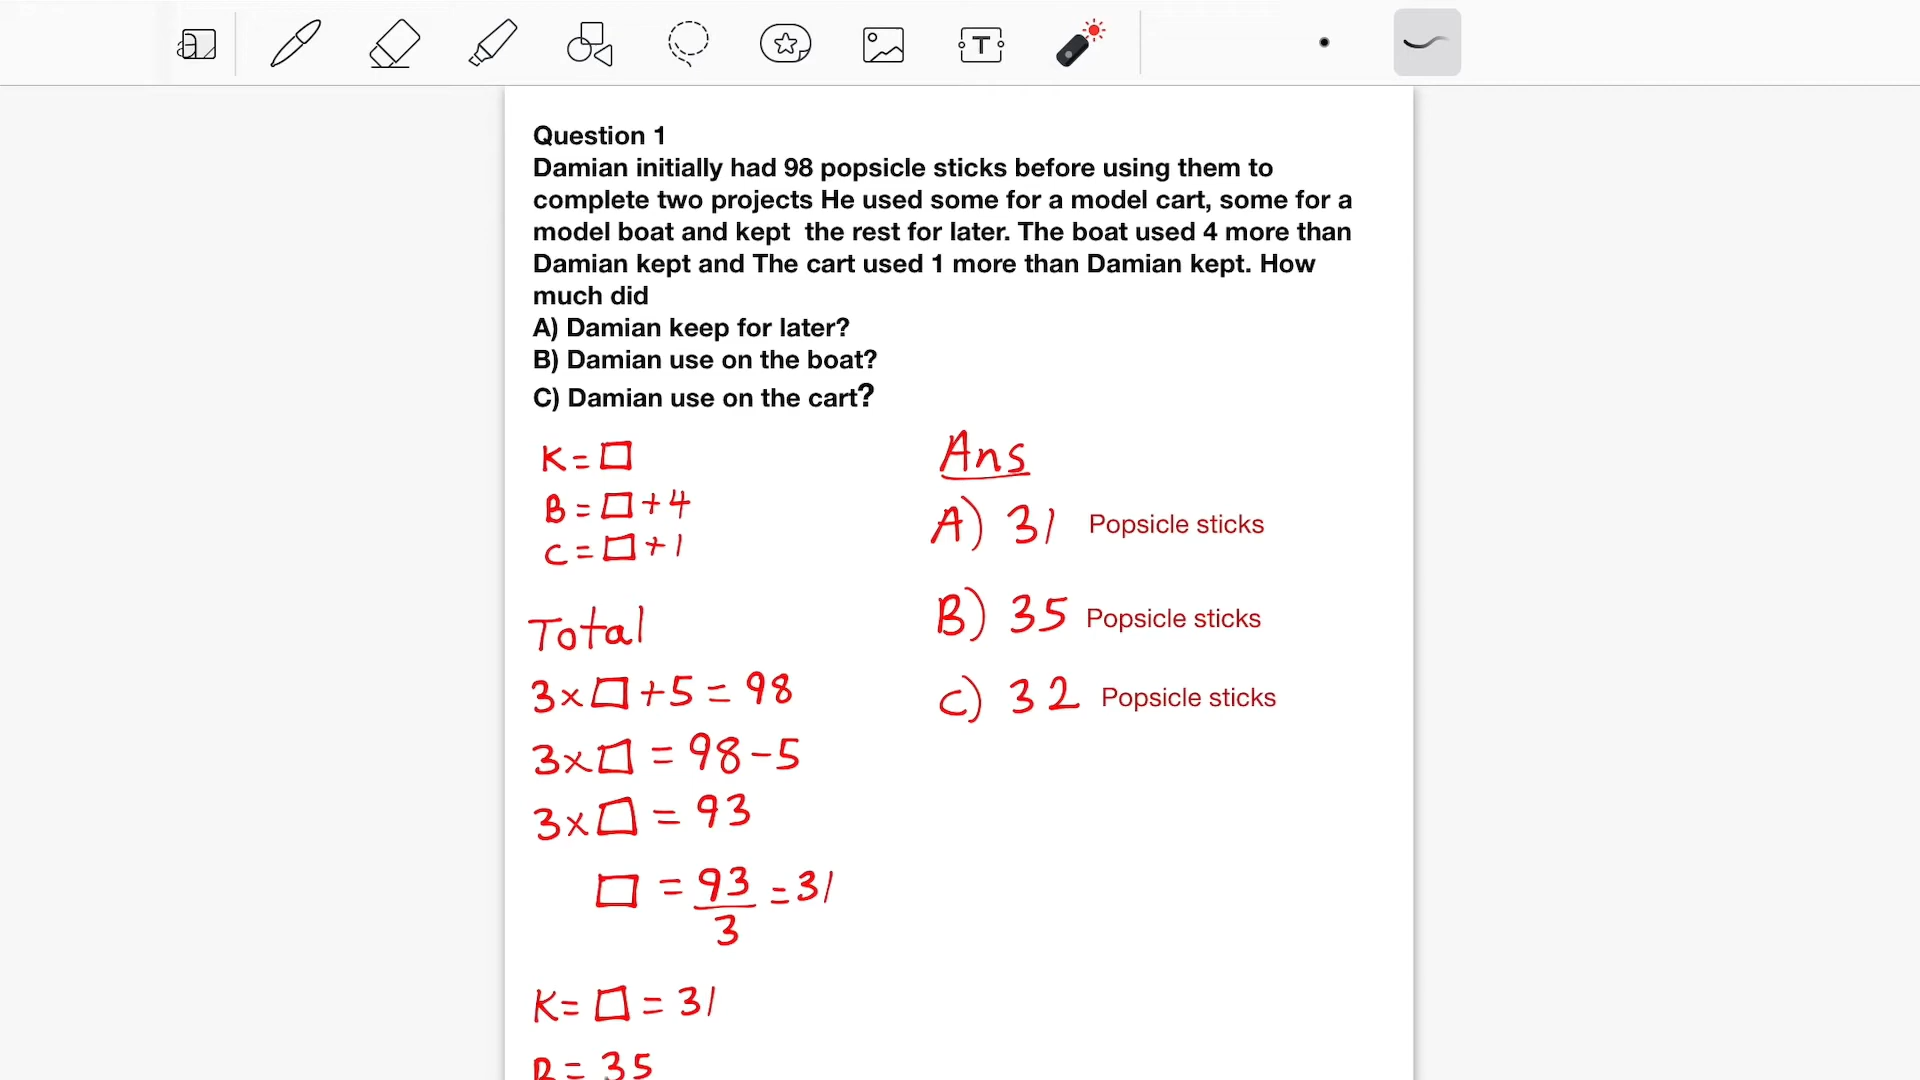 Question 1
Damian initially had 98 popsicle sticks before using them to
complete two projects He used some for a model cart, some for a
model boat and kept the rest for later. The boat used 4 more than
Damian kept and The cart used 1 more than Damian kept. How
much did
A) Damian keep for later?
B) Damian use on the boat?
C) Damian use on the cart?
K = □
B = □ + 4
C = □ + 1
Total
3 × □ + 5 = 98
3 × □ = 98 - 5
3 × □ = 93
□ = 93/3 = 31
K = □ = 31
B = 35
Ans
A) 31 Popsicle sticks
B) 35 Popsicle sticks
C) 32 Popsicle sticks